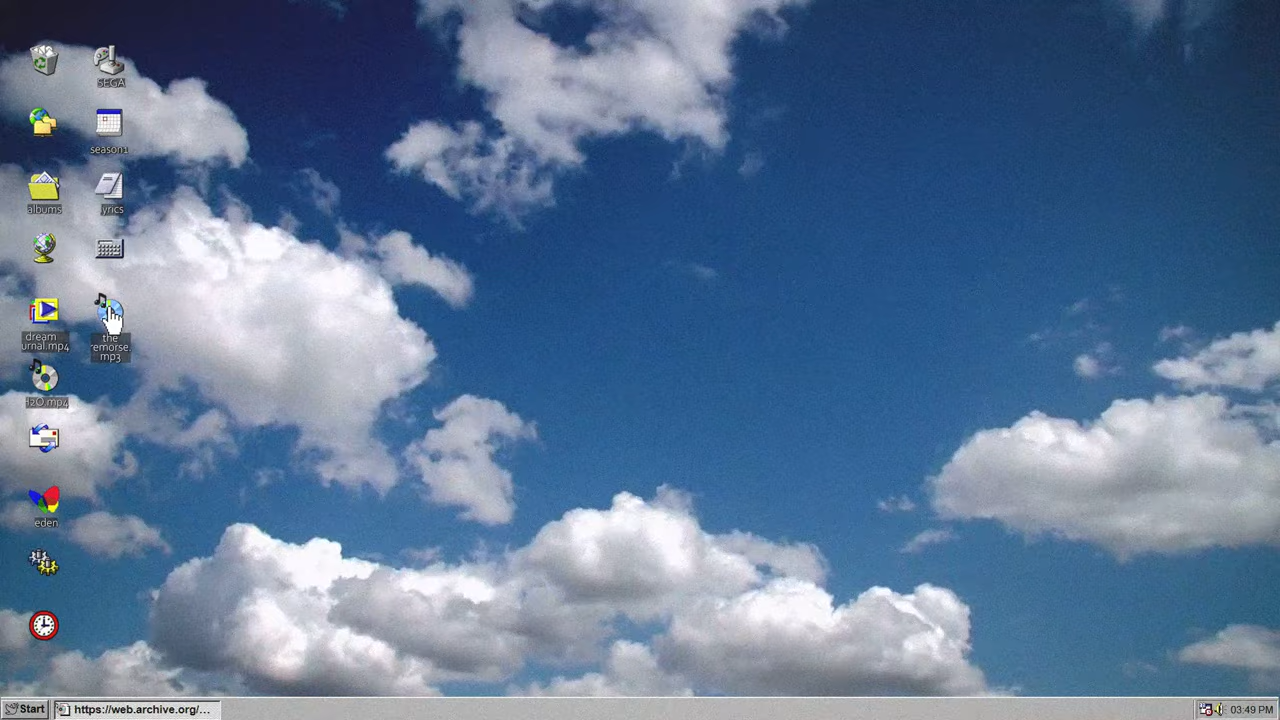 SEGA
season1
albums
lyrics
dream
urnal.mp4
the
remorse.
mp3
H2O.mp4
eden
Start
https://web.archive.org/...
03:49 PM